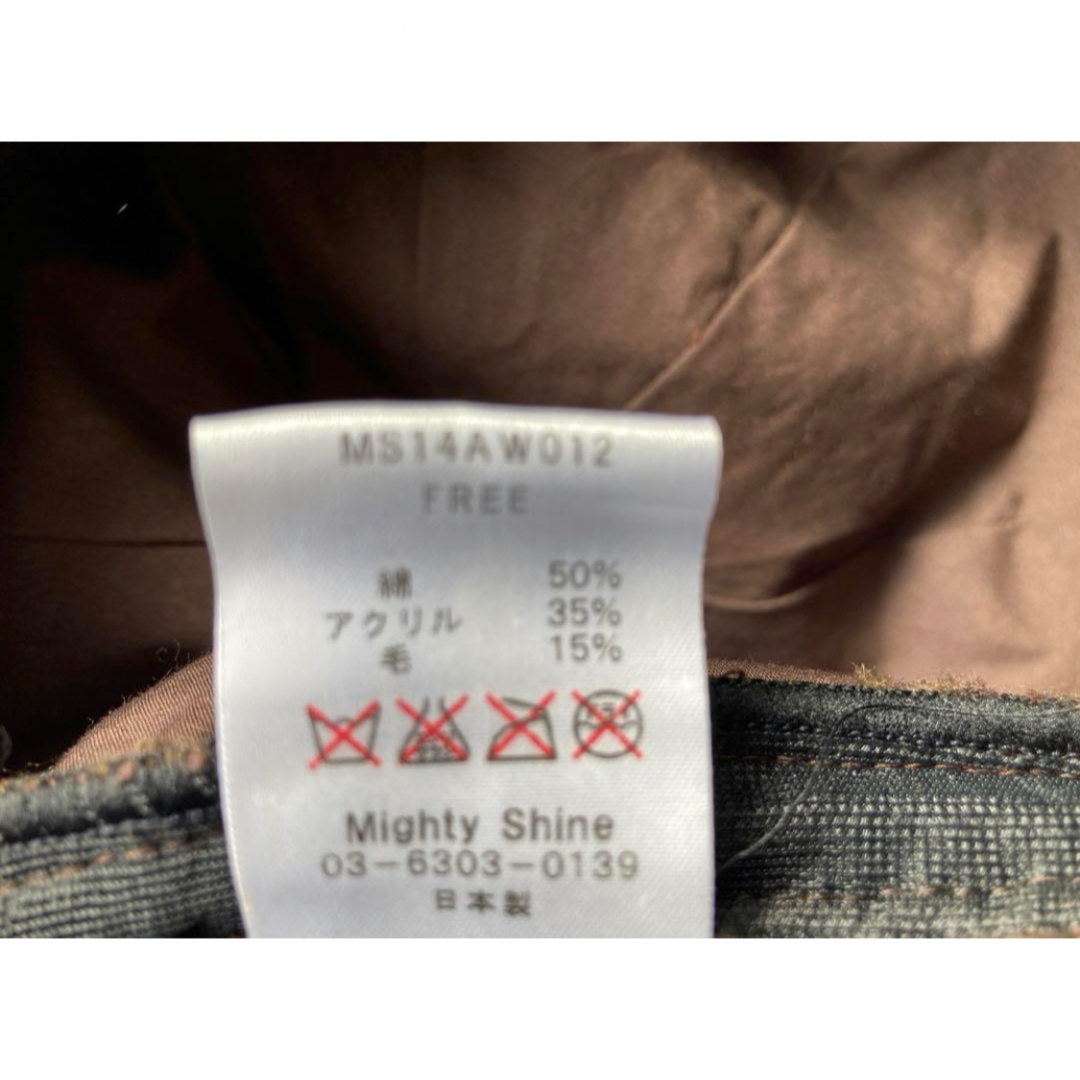 MS14AW012
FREE
綿 50%
アクリル 35%
毛 15%
Mighty Shine
03-6303-0139
日本製